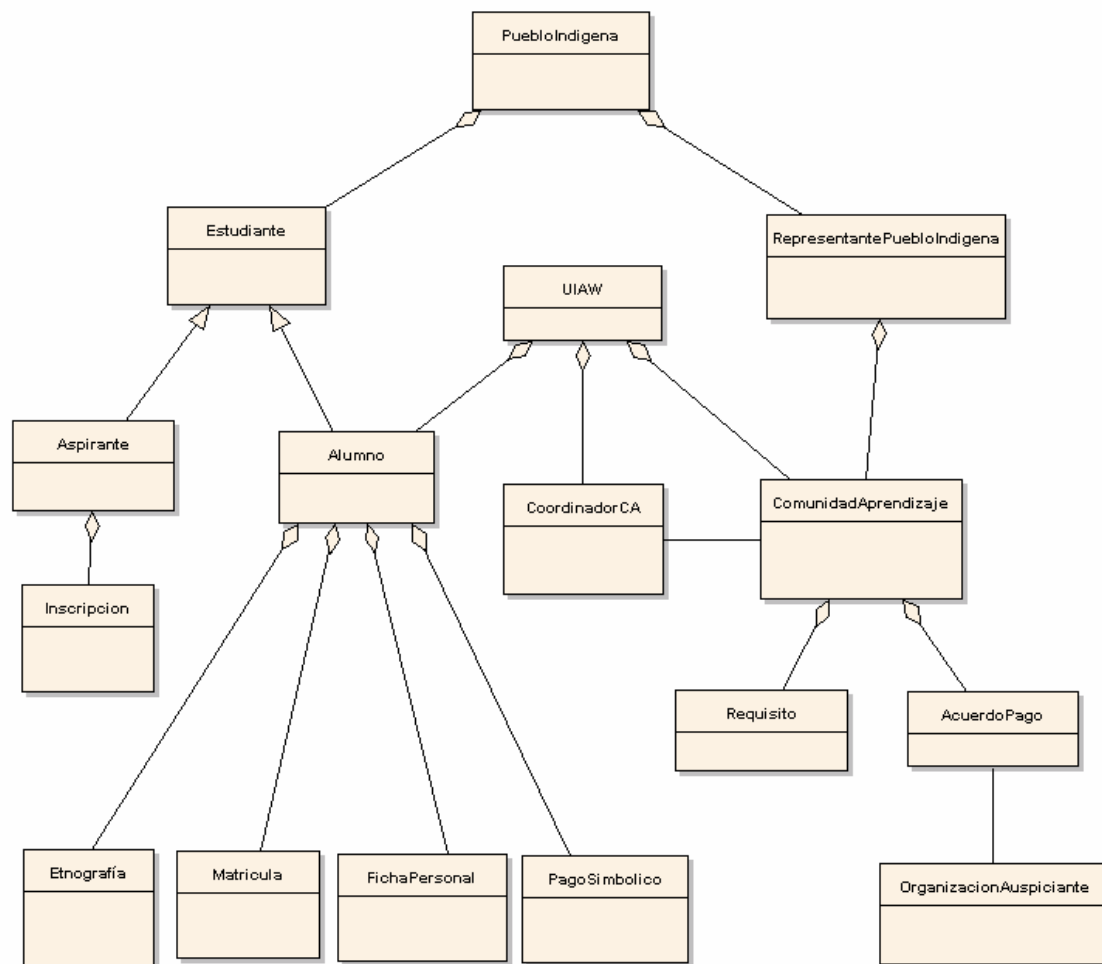 PuebloIndigena
Estudiante
RepresentantePuebloIndigena
UIAW
Aspirante
Alumno
CoordinadorCA
ComunidadAprendizaje
Inscripcion
Requisito
AcuerdoPago
Etnografía
Matricula
FichaPersonal
PagoSimbolico
OrganizacionAuspiciante